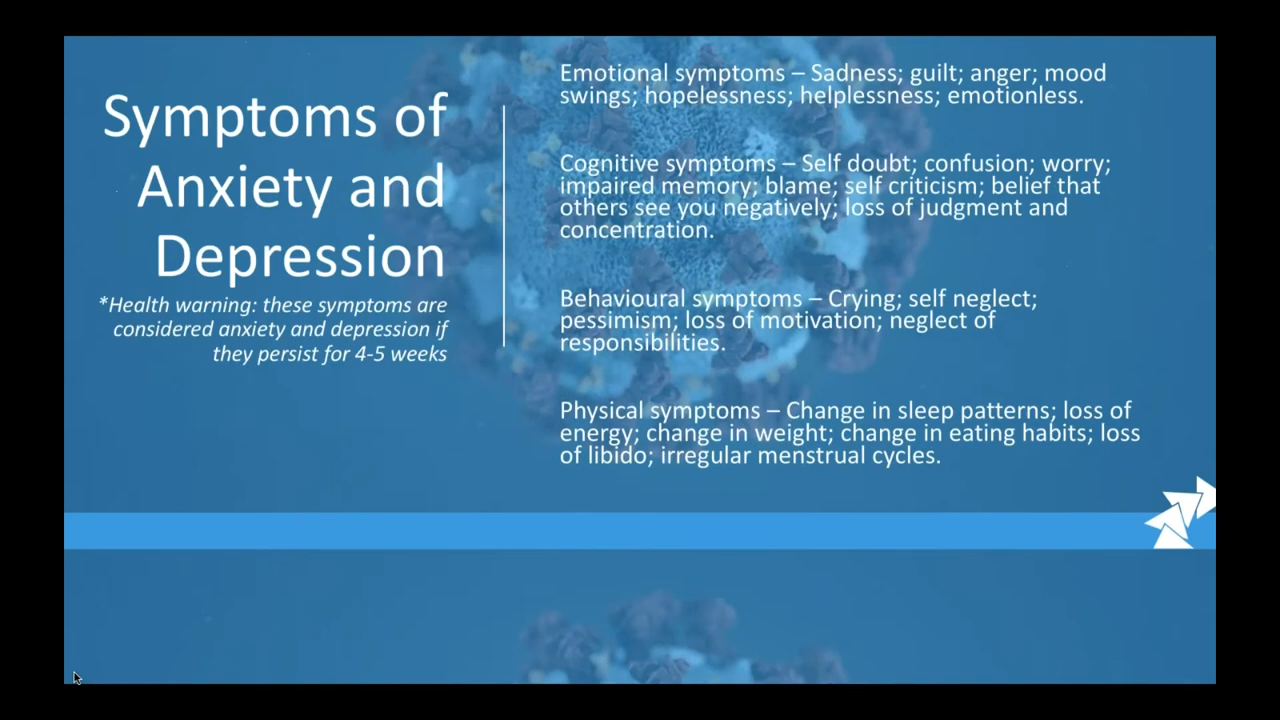 Symptoms of
Anxiety and
Depression
*Health warning: these symptoms are
considered anxiety and depression if
they persist for 4-5 weeks
Emotional symptoms – Sadness; guilt; anger; mood
swings; hopelessness; helplessness; emotionless.
Cognitive symptoms – Self doubt; confusion; worry;
impaired memory; blame; self criticism; belief that
others see you negatively; loss of judgment and
concentration.
Behavioural symptoms – Crying; self neglect;
pessimism; loss of motivation; neglect of
responsibilities.
Physical symptoms – Change in sleep patterns; loss of
energy; change in weight; change in eating habits; loss
of libido; irregular menstrual cycles.